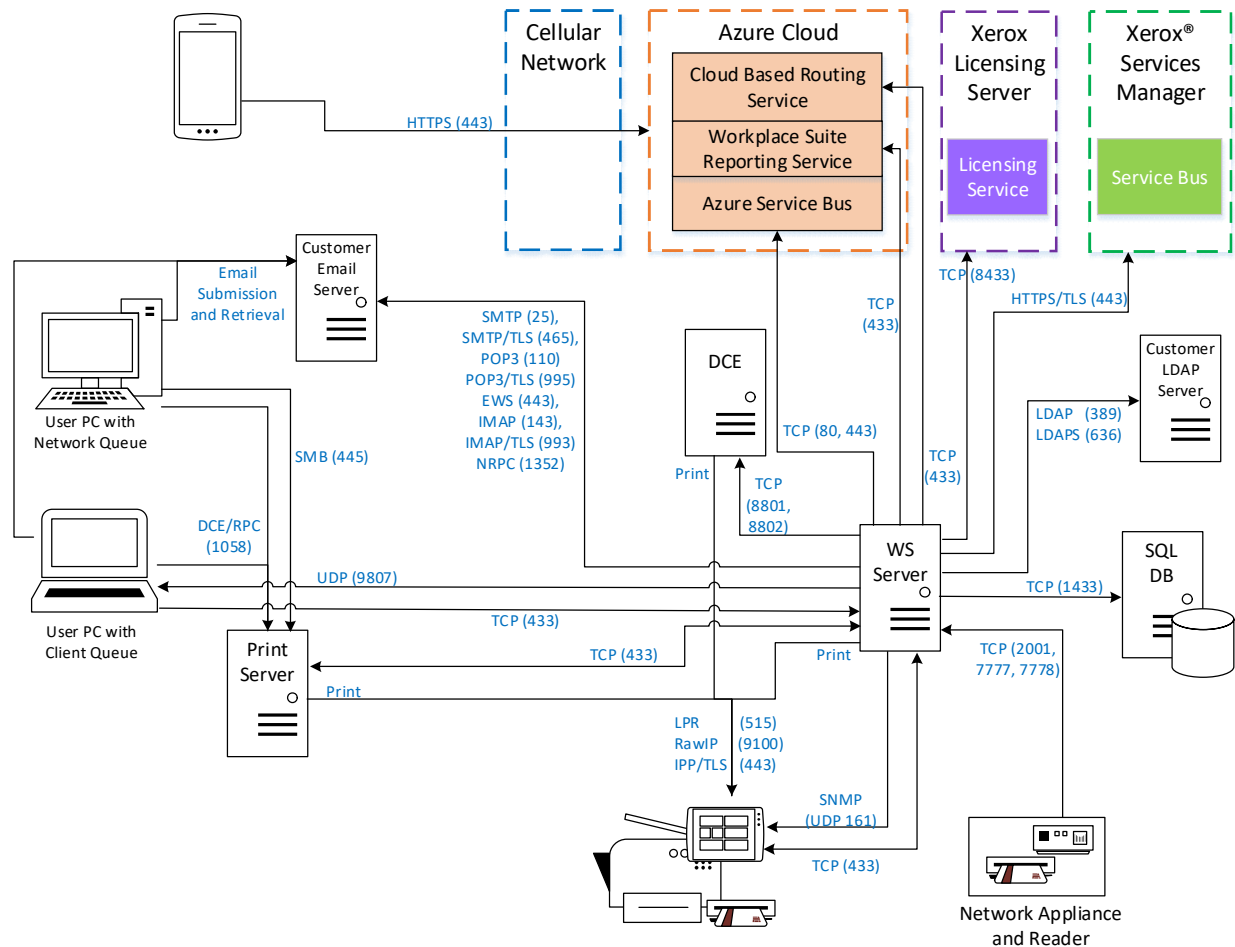 Cellular
Network
Azure Cloud
Cloud Based Routing
Service
Workplace Suite
Reporting Service
Azure Service Bus
Xerox
Licensing
Server
Licensing
Service
Xerox®
Services
Manager
Service Bus
HTTPS (443)
Customer
Email
Server
Email
Submission
and Retrieval
User PC with
Network Queue
SMTP (25),
SMTP/TLS (465),
POP3 (110)
POP3/TLS (995)
EWS (443),
IMAP (143)
IMAP/TLS (993)
NRPC (1352)
DCE
TCP
(433)
TCP (8433)
HTTPS/TLS (443)
Customer
LDAP
Server
LDAP (389)
LDAPS (636)
TCP (80, 443)
TCP
(433)
SMB (445)
Print
TCP
(8801,
8802)
DCE/RPC
(1058)
WS
Server
SQL
DB
UDP (9807)
TCP (1433)
User PC with
Client Queue
TCP (433)
Print
Server
TCP (433)
Print
TCP (2001,
7777, 7778)
Print
LPR (515)
RawIP (9100)
IPP/TLS (443)
SNMP
(UDP 161)
TCP (433)
Network Appliance
and Reader